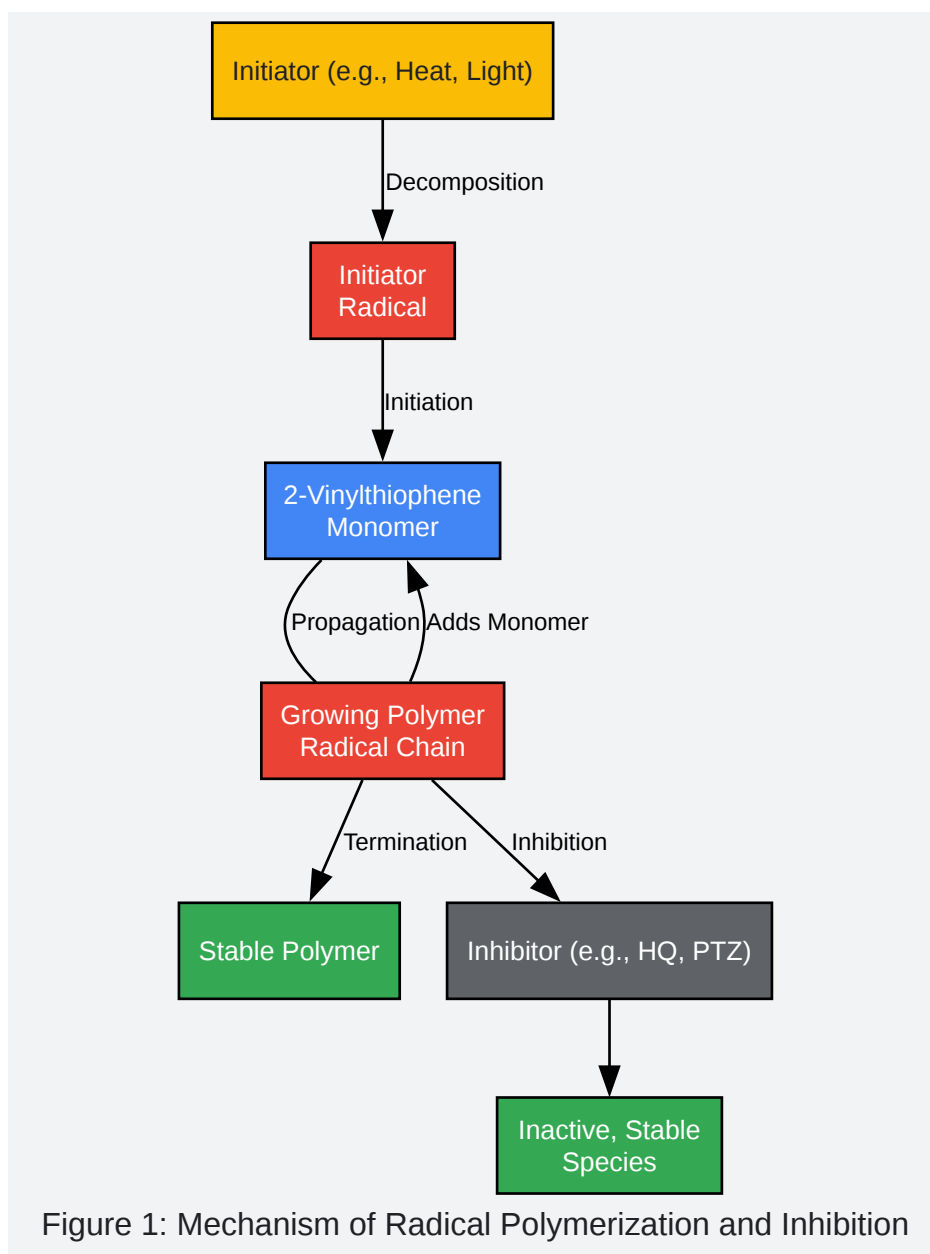 Initiator (e.g., Heat, Light)
Decomposition
Initiator
Radical
Initiation
2-Vinylthiophene
Monomer
Propagation
Adds Monomer
Growing Polymer
Radical Chain
Termination
Inhibition
Stable Polymer
Inhibitor (e.g., HQ, PTZ)
Inactive, Stable
Species
Figure 1: Mechanism of Radical Polymerization and Inhibition